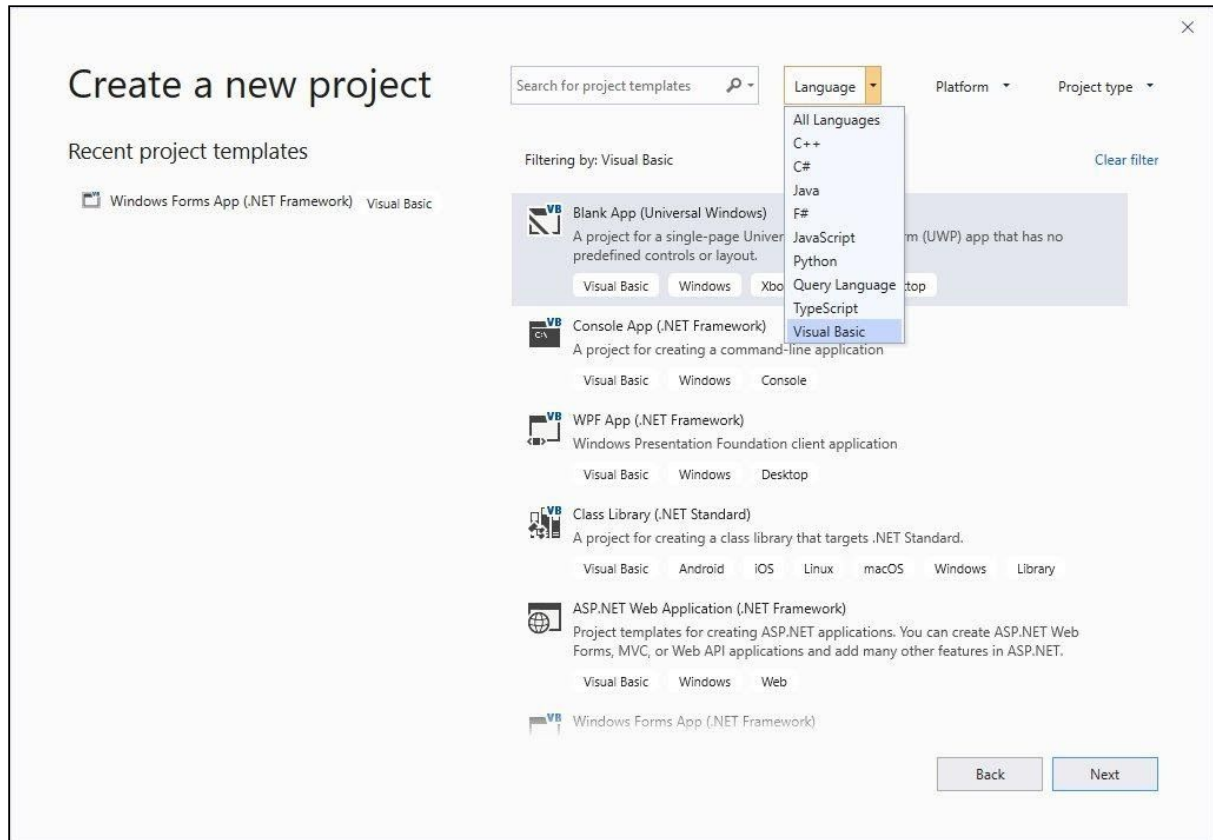 Create a new project
Search for project templates
Language
Platform
Project type
All Languages
C++
C#
Java
F#
JavaScript
Python
Query Language
TypeScript
Visual Basic
Recent project templates
Windows Forms App (.NET Framework) Visual Basic
Filtering by: Visual Basic
Clear filter
VB
Blank App (Universal Windows)
A project for a single-page (UWP) app that has no
predefined controls or layout.
Visual Basic Windows
VB
Console App (.NET Framework)
A project for creating a command-line application
Visual Basic Windows Console
VB
WPF App (.NET Framework)
Windows Presentation Foundation client application
Visual Basic Windows Desktop
VB
Class Library (.NET Standard)
A project for creating a class library that targets .NET Standard.
Visual Basic Android iOS Linux macOS Windows Library
ASP.NET Web Application (.NET Framework)
Project templates for creating ASP.NET applications. You can create ASP.NET Web
Forms, MVC, or Web API applications and add many other features in ASP.NET.
Visual Basic Windows Web
VB
Windows Forms App (.NET Framework)
Back
Next